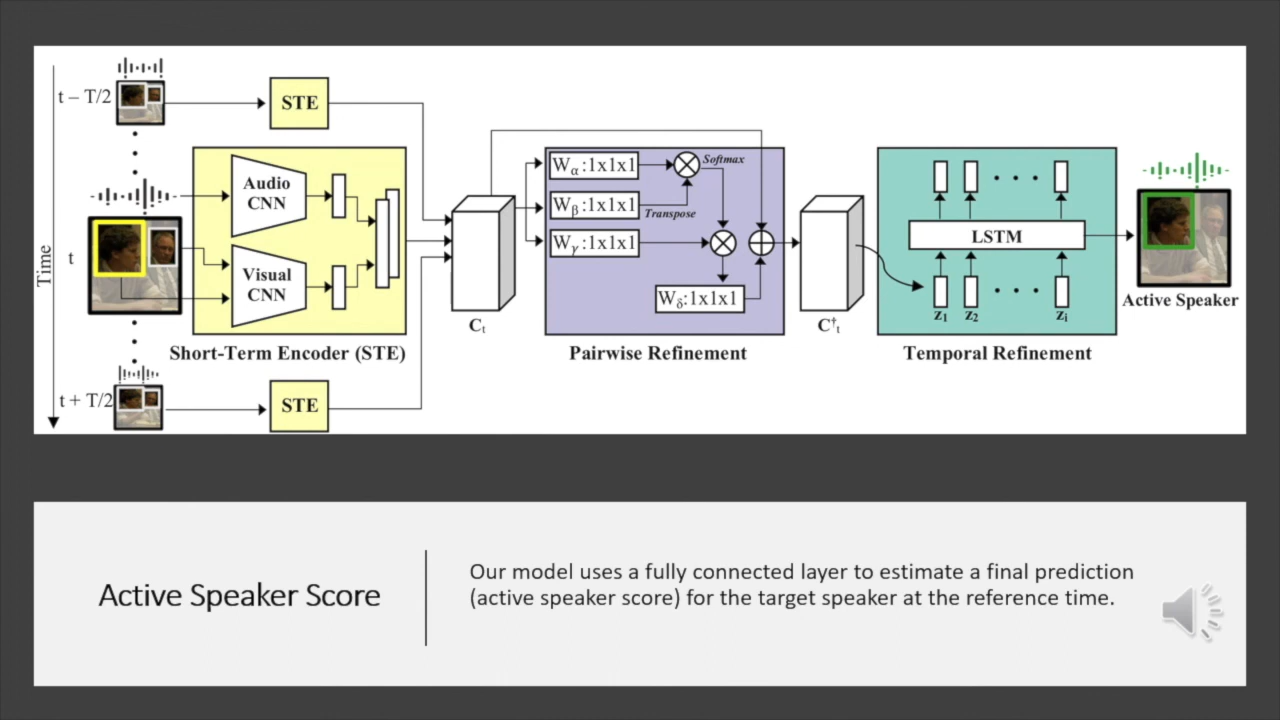 t – T/2
STE
Time
t
Audio
CNN
Visual
CNN
Short-Term Encoder (STE)
t + T/2
STE
Cₜ
Wα:1x1x1
Wβ:1x1x1
Wγ:1x1x1
Softmax
Transpose
Wδ:1x1x1
Pairwise Refinement
C†ₜ
LSTM
z₁ z₂ zᵢ
Temporal Refinement
Active Speaker
Active Speaker Score
Our model uses a fully connected layer to estimate a final prediction
(active speaker score) for the target speaker at the reference time.